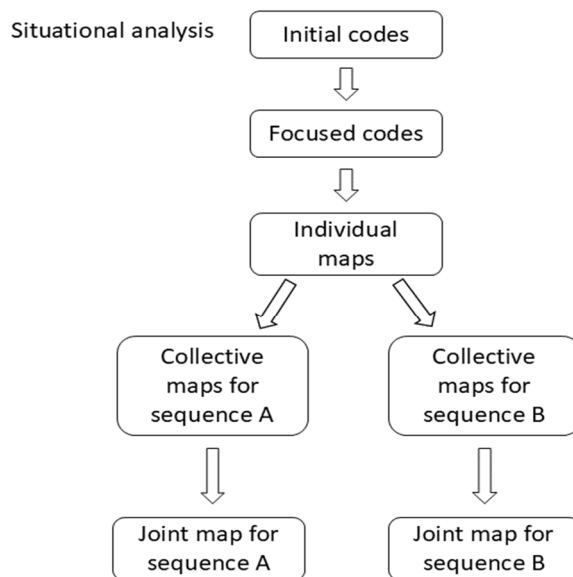 Situational analysis
Initial codes
Focused codes
Individual
maps
Collective
maps for
sequence A
Collective
maps for
sequence B
Joint map for
sequence A
Joint map for
sequence B